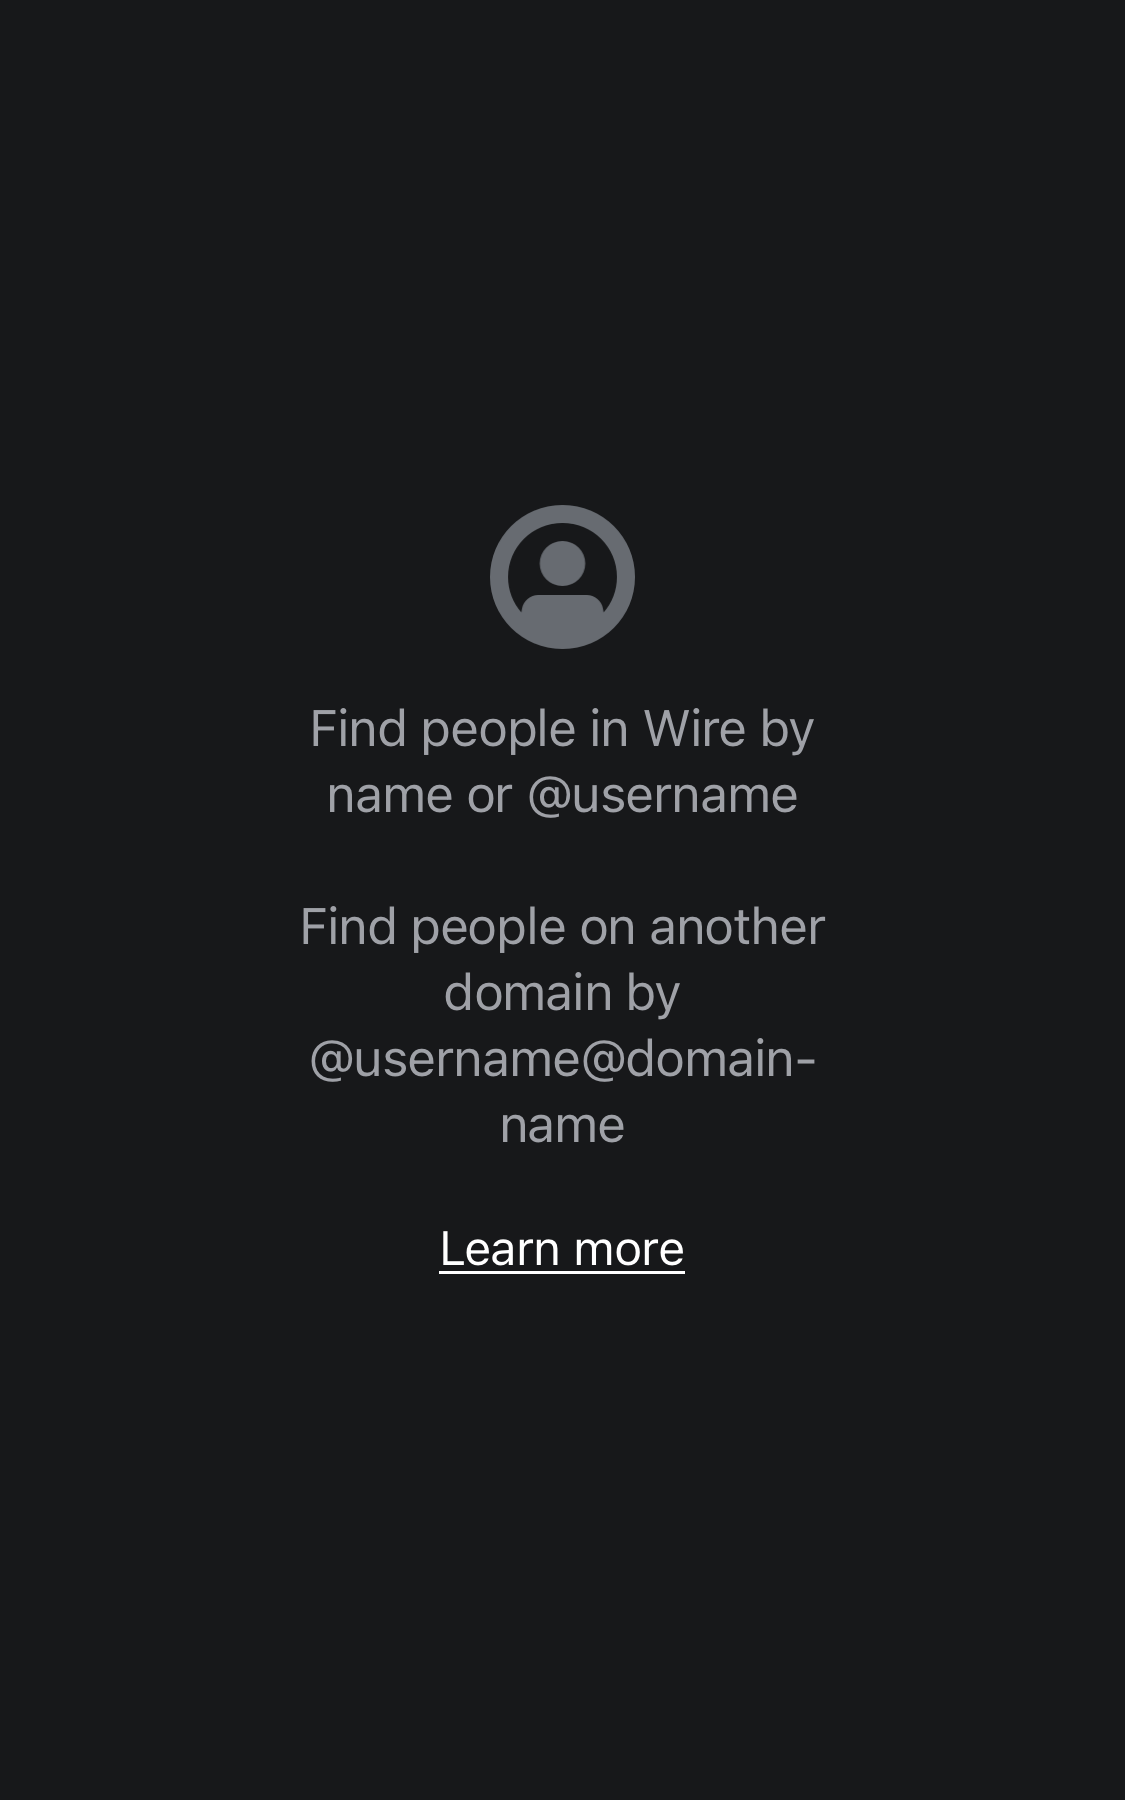 Find people in Wire by
name or @username
Find people on another
domain by
@username@domain-
name
Learn more